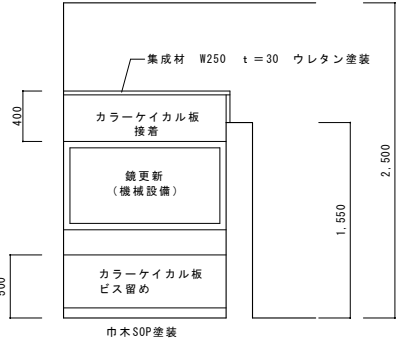 集成材 W250 t＝30 ウレタン塗装
カラーケイカル板
接着
400
鏡更新
(機械設備)
2,500
1,550
カラーケイカル板
ビス留め
500
巾木SOP塗装